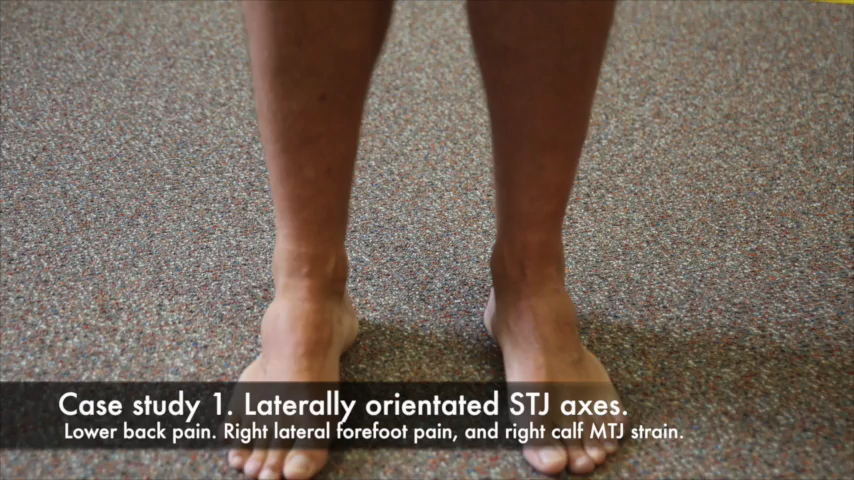 Case study 1. Laterally orientated STJ axes.
Lower back pain. Right lateral forefoot pain, and right calf MTJ strain.